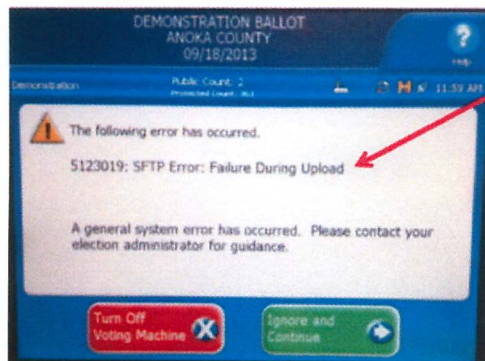 DEMONSTRATION BALLOT
ANOKA COUNTY
09/18/2013
Help
Demonstration
Public Count: 2
11:59 AM
The following error has occurred.
5123019: SFTP Error: Failure During Upload
A general system error has occurred. Please contact your
election administrator for guidance.
Turn Off
Voting Machine
Ignore and
Continue